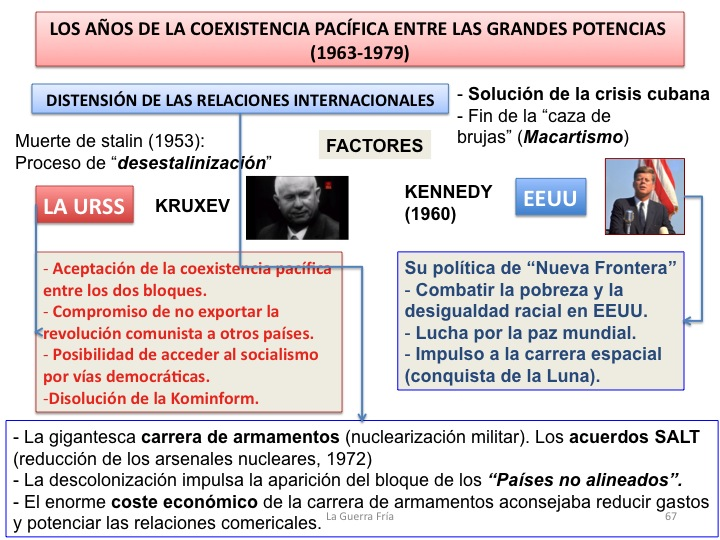 LOS AÑOS DE LA COEXISTENCIA PACÍFICA ENTRE LAS GRANDES POTENCIAS
(1963-1979)
DISTENSIÓN DE LAS RELACIONES INTERNACIONALES
- Solución de la crisis cubana
- Fin de la “caza de
brujas” (Macartismo)
Muerte de stalin (1953):
Proceso de “desestalinización”
FACTORES
LA URSS
KRUXEV
KENNEDY
(1960)
EEUU
- Aceptación de la coexistencia pacífica
entre los dos bloques.
- Compromiso de no exportar la
revolución comunista a otros países.
- Posibilidad de acceder al socialismo
por vías democráticas.
-Disolución de la Kominform.
Su política de “Nueva Frontera”
- Combatir la pobreza y la
desigualdad racial en EEUU.
- Lucha por la paz mundial.
- Impulso a la carrera espacial
(conquista de la Luna).
- La gigantesca carrera de armamentos (nuclearización militar). Los acuerdos SALT
(reducción de los arsenales nucleares, 1972)
- La descolonización impulsa la aparición del bloque de los “Países no alineados”.
- El enorme coste económico de la carrera de armamentos aconsejaba reducir gastos
y potenciar las relaciones comericales.
La Guerra Fría
67